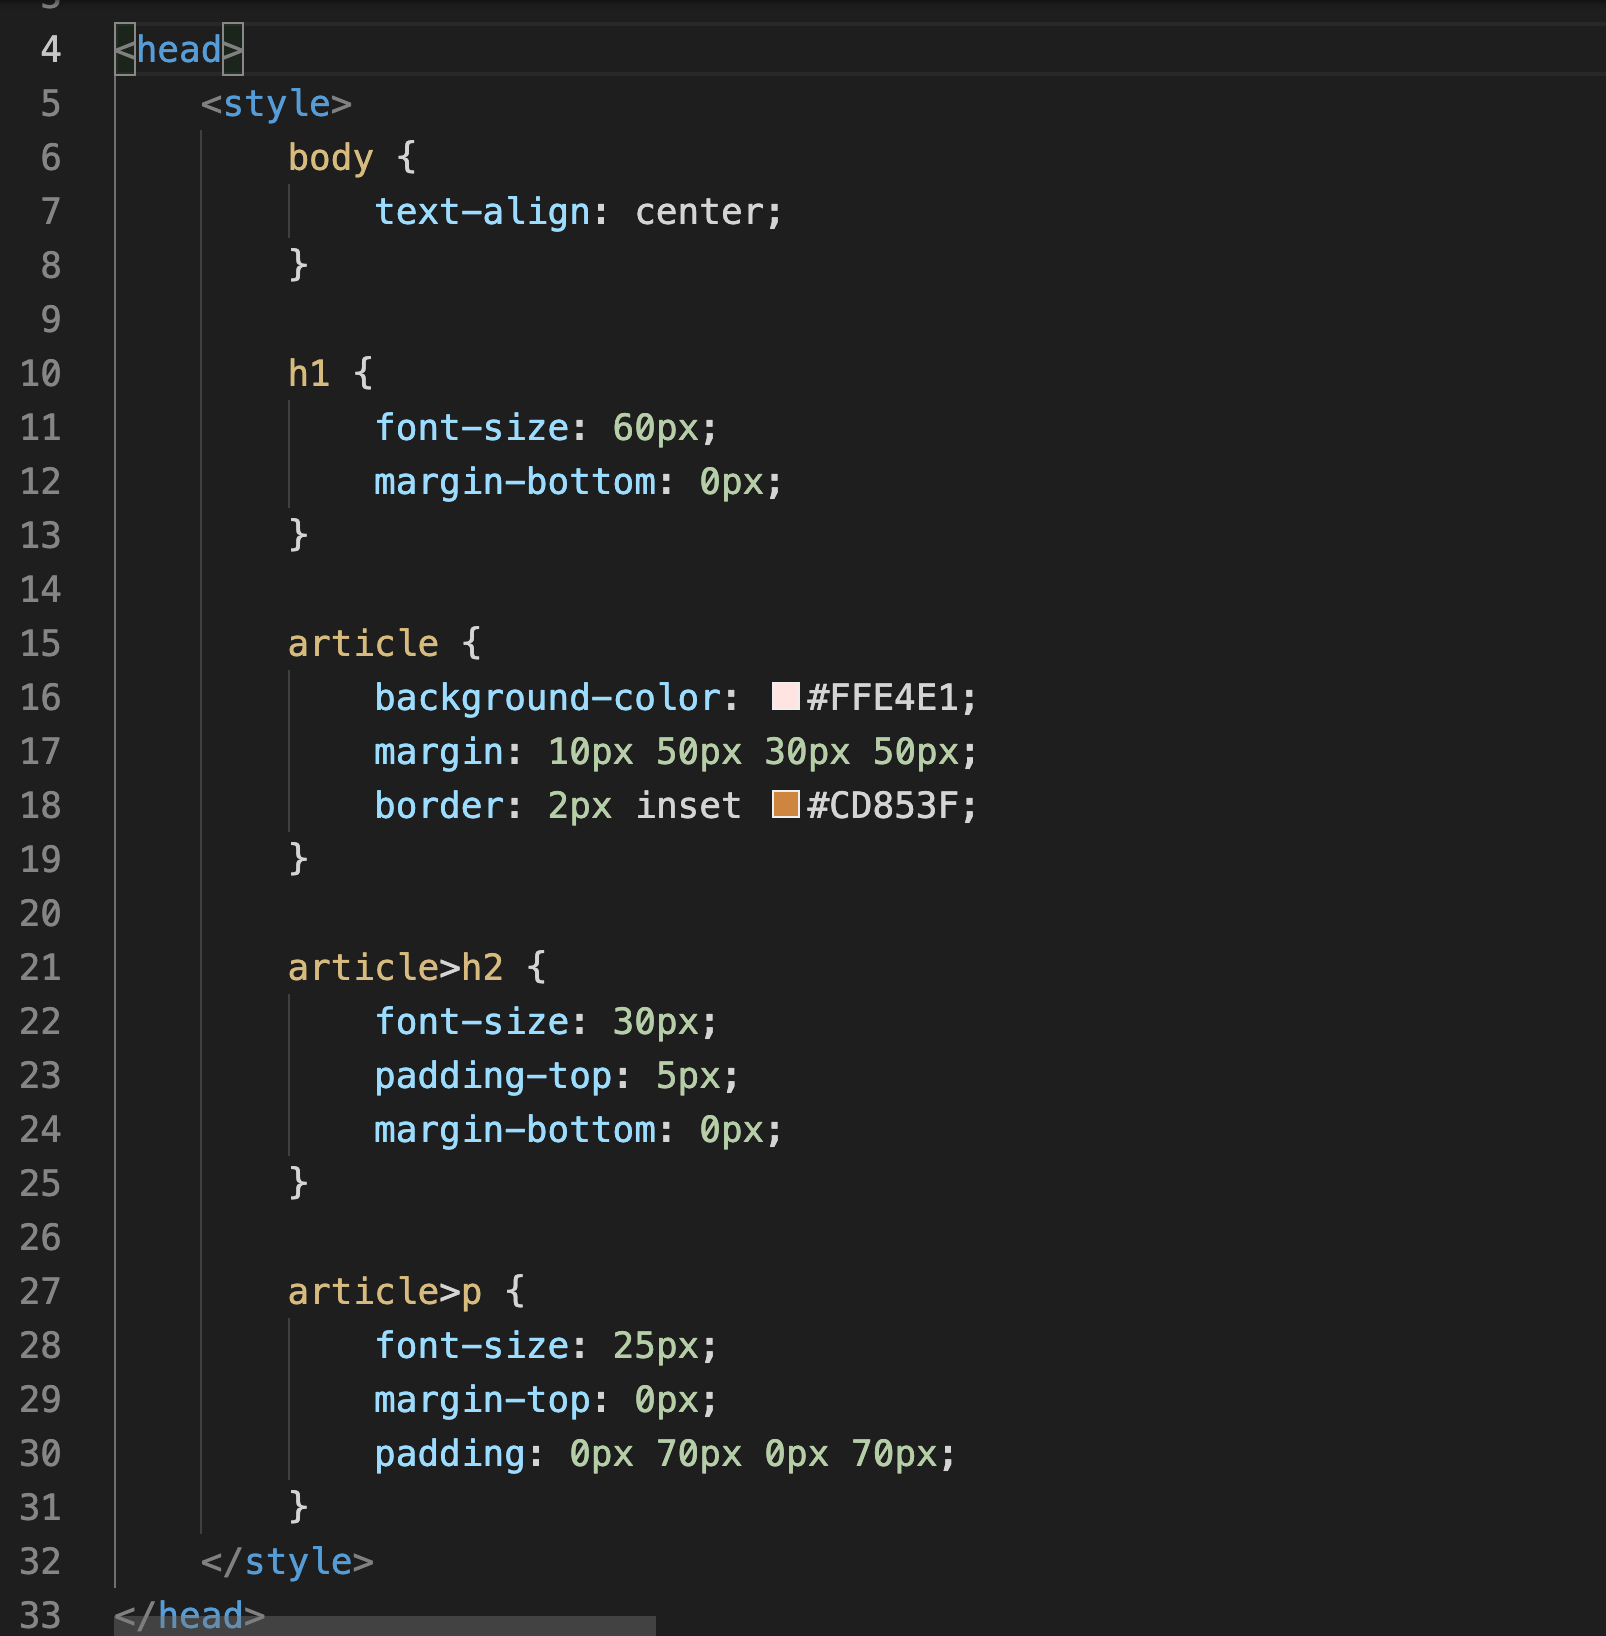 3
4 <head>
5 <style>
6 body {
7 text-align: center;
8 }
9
10 h1 {
11 font-size: 60px;
12 margin-bottom: 0px;
13 }
14
15 article {
16 background-color: #FFE4E1;
17 margin: 10px 50px 30px 50px;
18 border: 2px inset #CD853F;
19 }
20
21 article>h2 {
22 font-size: 30px;
23 padding-top: 5px;
24 margin-bottom: 0px;
25 }
26
27 article>p {
28 font-size: 25px;
29 margin-top: 0px;
30 padding: 0px 70px 0px 70px;
31 }
32 </style>
33 </head>